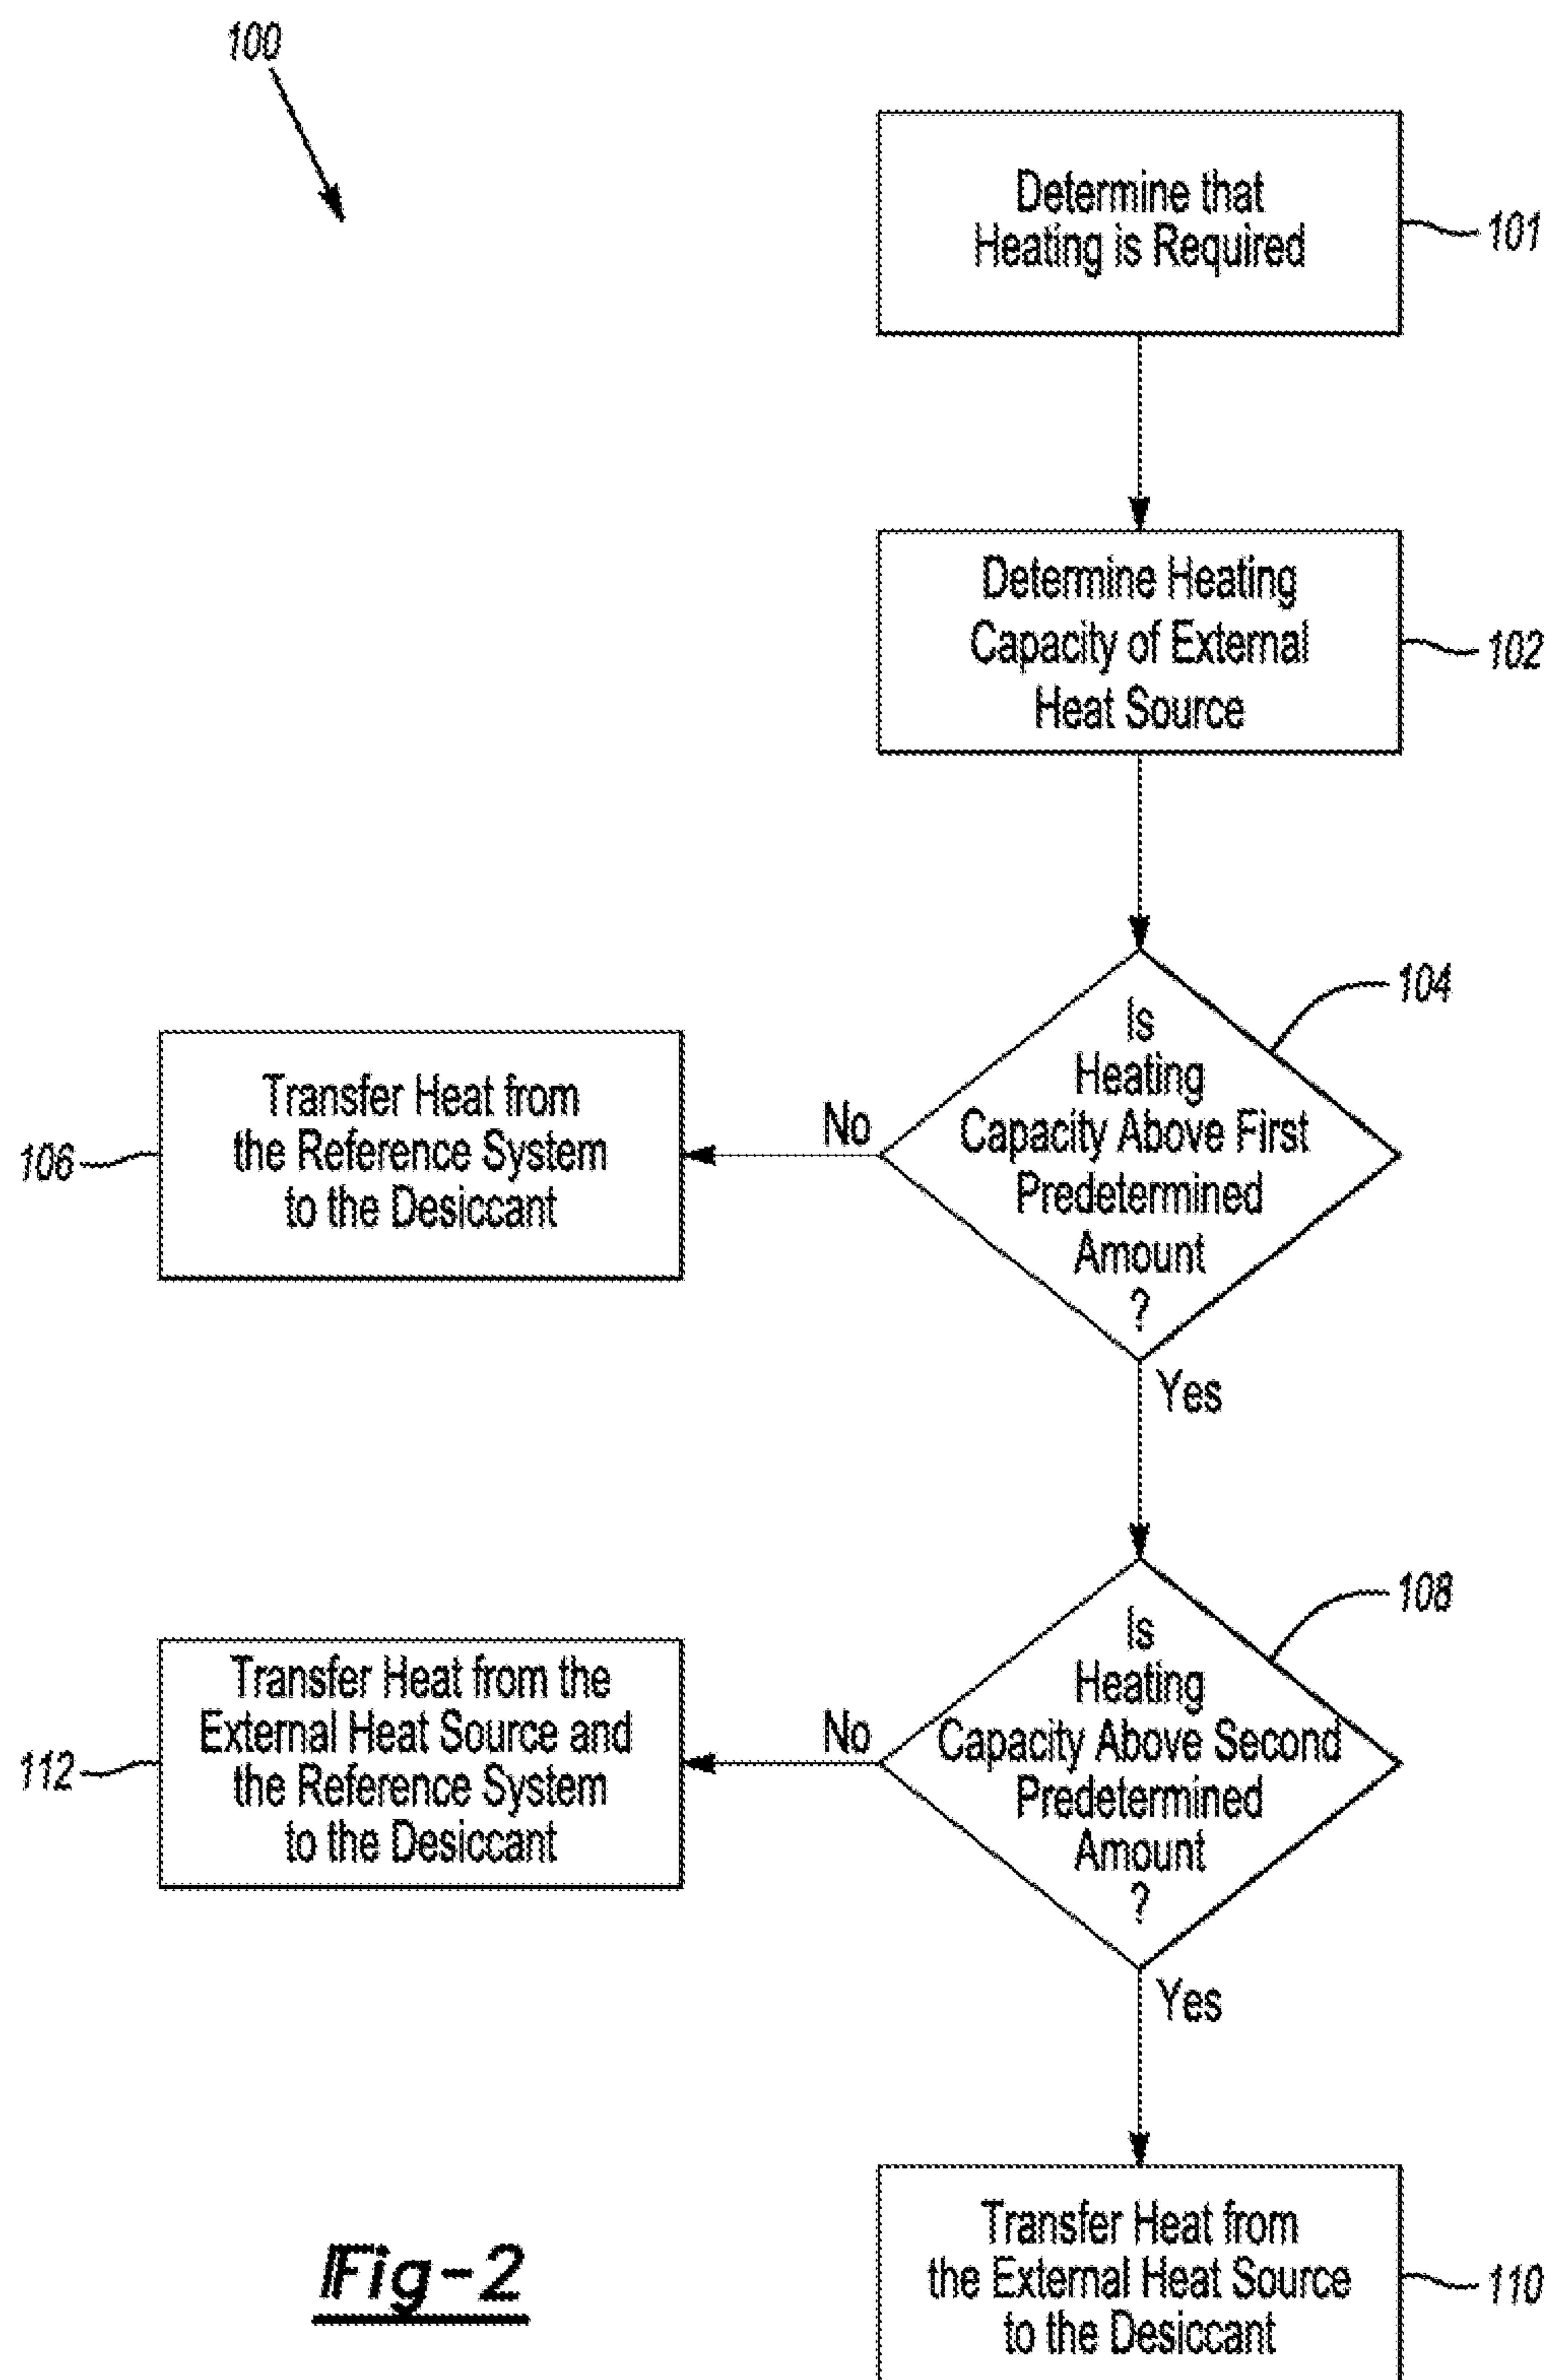 100
Determine that
Heating is Required
101
Determine Heating
Capacity of External
Heat Source
102
Is
Heating
Capacity Above First
Predetermined
Amount
?
104
No
Yes
Transfer Heat from
the Reference System
to the Desiccant
106
Is
Heating
Capacity Above Second
Predetermined
Amount
?
108
No
Yes
Transfer Heat from the
External Heat Source and
the Reference System
to the Desiccant
112
Transfer Heat from
the External Heat Source
to the Desiccant
110
Fig-2